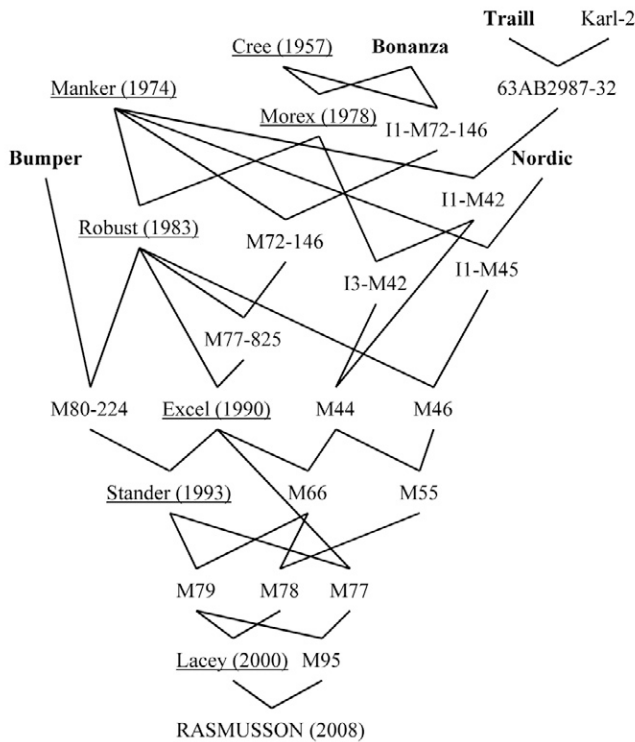 Traill Karl-2
Cree (1957) Bonanza
Manker (1974) 63AB2987-32
Morex (1978) I1-M72-146
Bumper Nordic
I1-M42
Robust (1983) M72-146
I3-M42 I1-M45
M77-825
M80-224 Excel (1990) M44 M46
Stander (1993) M66 M55
M79 M78 M77
Lacey (2000) M95
RASMUSSON (2008)